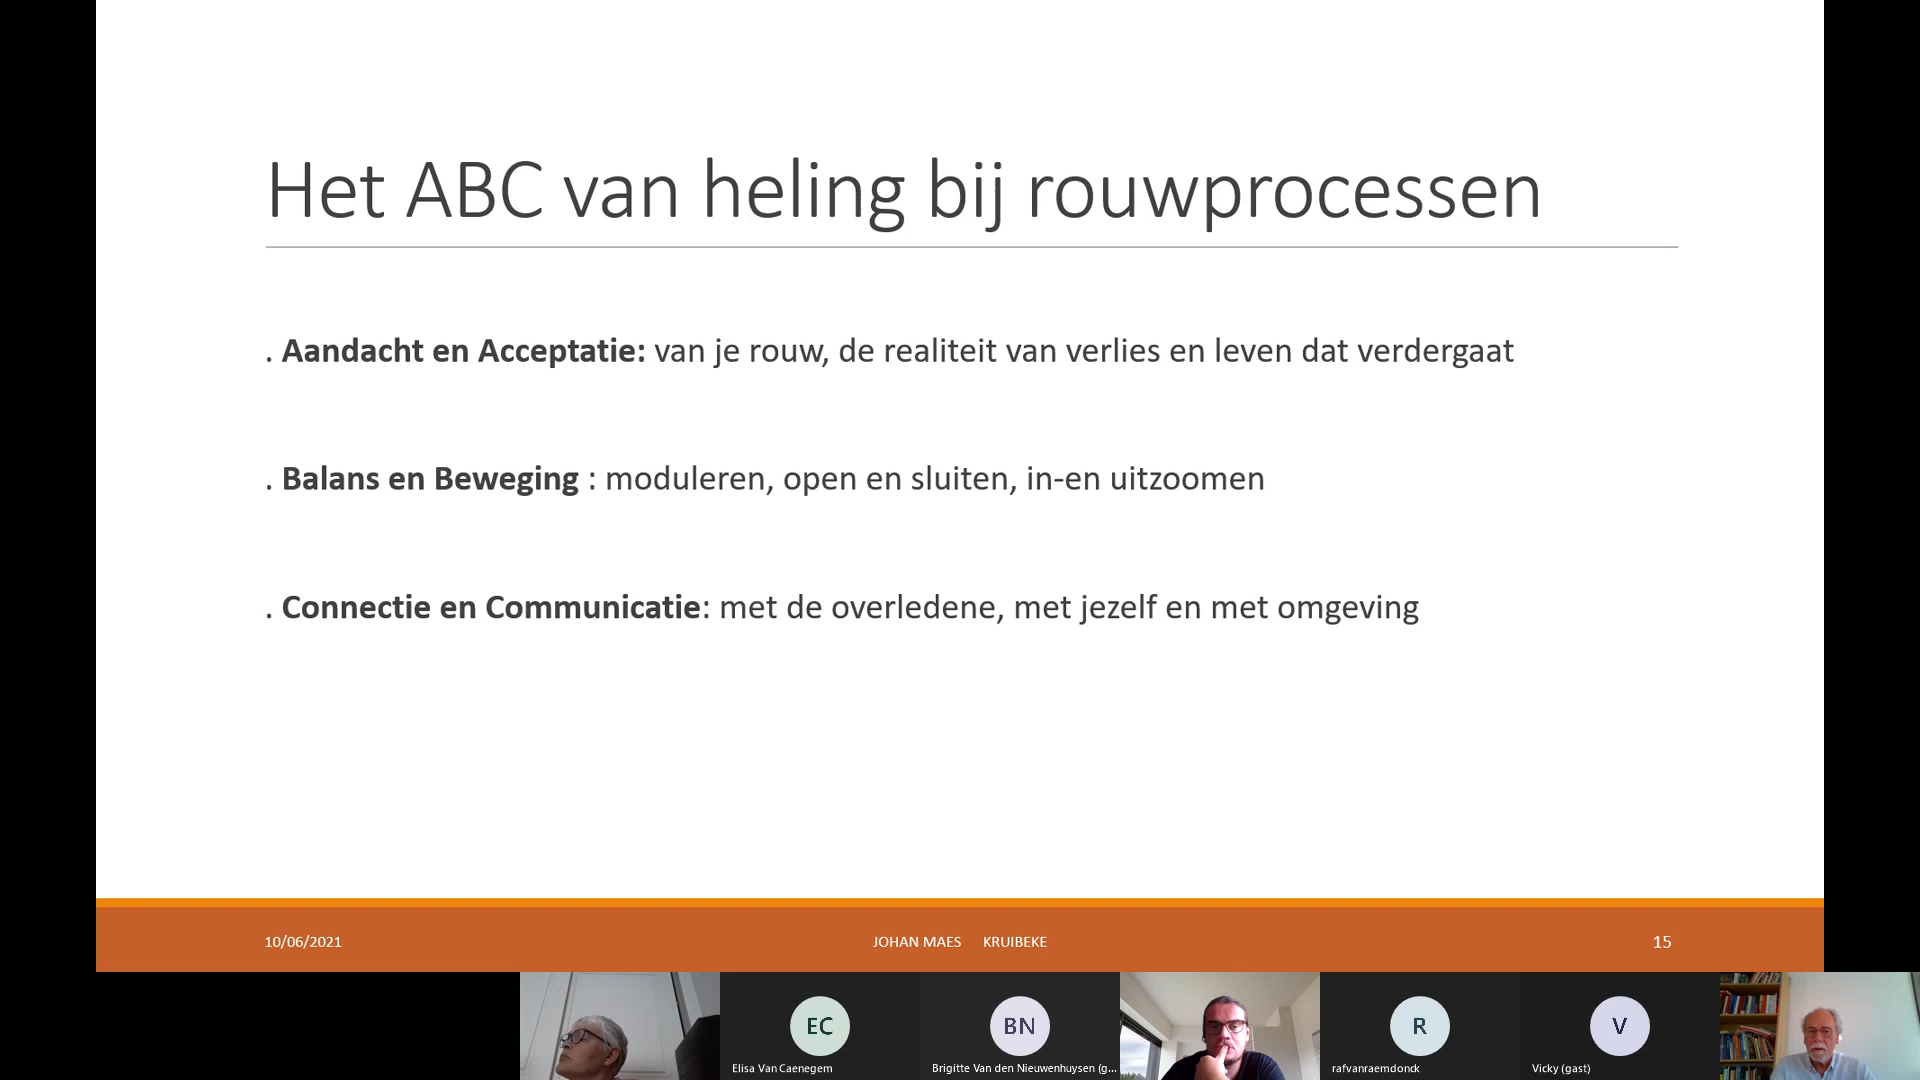 Het ABC van heling bij rouwprocessen
. Aandacht en Acceptatie: van je rouw, de realiteit van verlies en leven dat verdergaat
. Balans en Beweging : moduleren, open en sluiten, in-en uitzoomen
. Connectie en Communicatie: met de overledene, met jezelf en met omgeving
10/06/2021 JOHAN MAES KRUIBEKE 15
EC BN R V
Elisa Van Caenegem Brigitte Van den Nieuwenhuysen (g... rafvanraemdonck Vicky (gast)